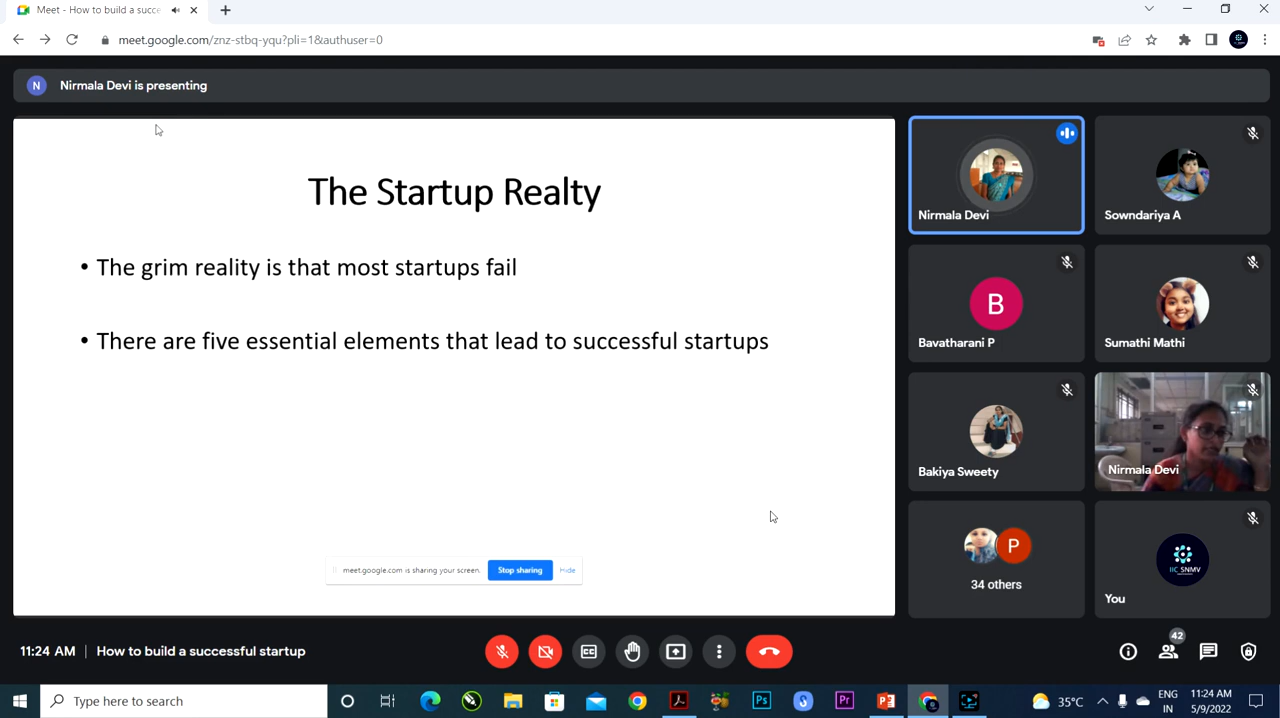 Meet - How to build a succe
meet.google.com/znz-stbq-yqu?pli=1&authuser=0
N
Nirmala Devi is presenting
The Startup Realty
• The grim reality is that most startups fail
• There are five essential elements that lead to successful startups
meet.google.com is sharing your screen.
Stop sharing
Hide
Nirmala Devi
Sowndariya A
B
Bavatharani P
Sumathi Mathi
Bakiya Sweety
Nirmala Devi
P
34 others
IIC_SNMV
You
11:24 AM | How to build a successful startup
CC
42
Type here to search
Ps
Pr
35°C
ENG
IN
11:24 AM
5/9/2022